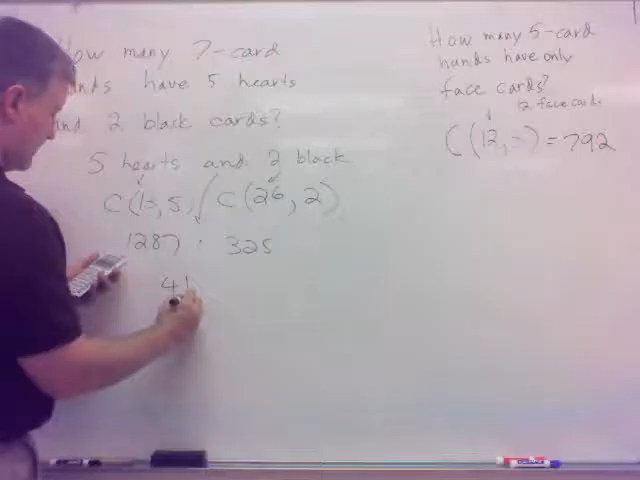 How many 7-card
hands have 5 hearts
and 2 black cards?
5 hearts and 2 black
C(13,5) C(26,2)
1287 · 325
41
How many 5-card
hands have only
face cards?
12 face cards
C(12, ) = 792